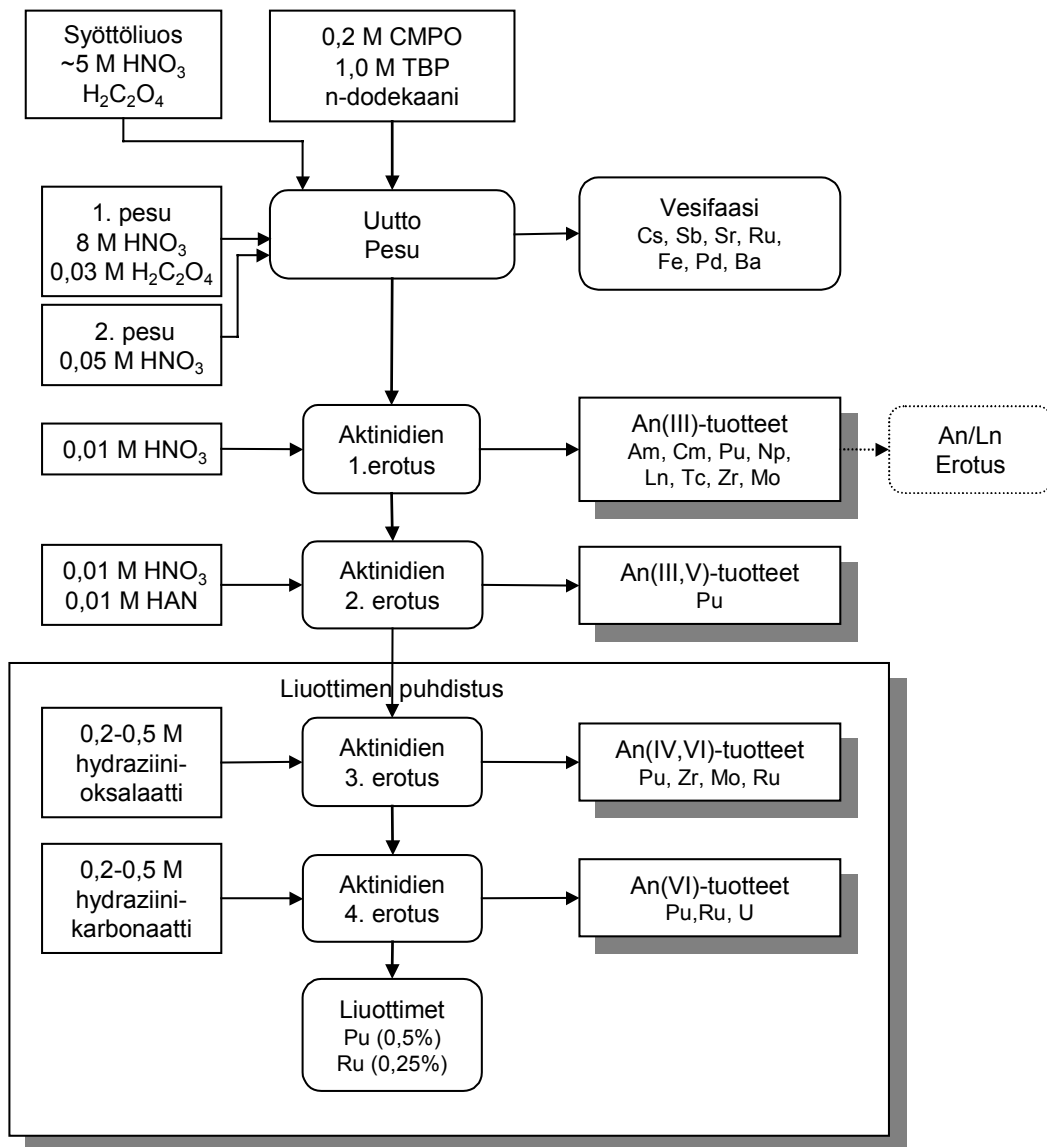 Syöttöliuos
~5 M HNO₃
H₂C₂O₄
0,2 M CMPO
1,0 M TBP
n-dodekaani
1. pesu
8 M HNO₃
0,03 M H₂C₂O₄
2. pesu
0,05 M HNO₃
Uutto
Pesu
Vesifaasi
Cs, Sb, Sr, Ru,
Fe, Pd, Ba
0,01 M HNO₃
Aktinidien
1.erotus
An(III)-tuotteet
Am, Cm, Pu, Np,
Ln, Tc, Zr, Mo
An/Ln
Erotus
0,01 M HNO₃
0,01 M HAN
Aktinidien
2. erotus
An(III,V)-tuotteet
Pu
Liuottimen puhdistus
0,2-0,5 M
hydraziini-
oksalaatti
Aktinidien
3. erotus
An(IV,VI)-tuotteet
Pu, Zr, Mo, Ru
0,2-0,5 M
hydraziini-
karbonaatti
Aktinidien
4. erotus
An(VI)-tuotteet
Pu,Ru, U
Liuottimet
Pu (0,5%)
Ru (0,25%)